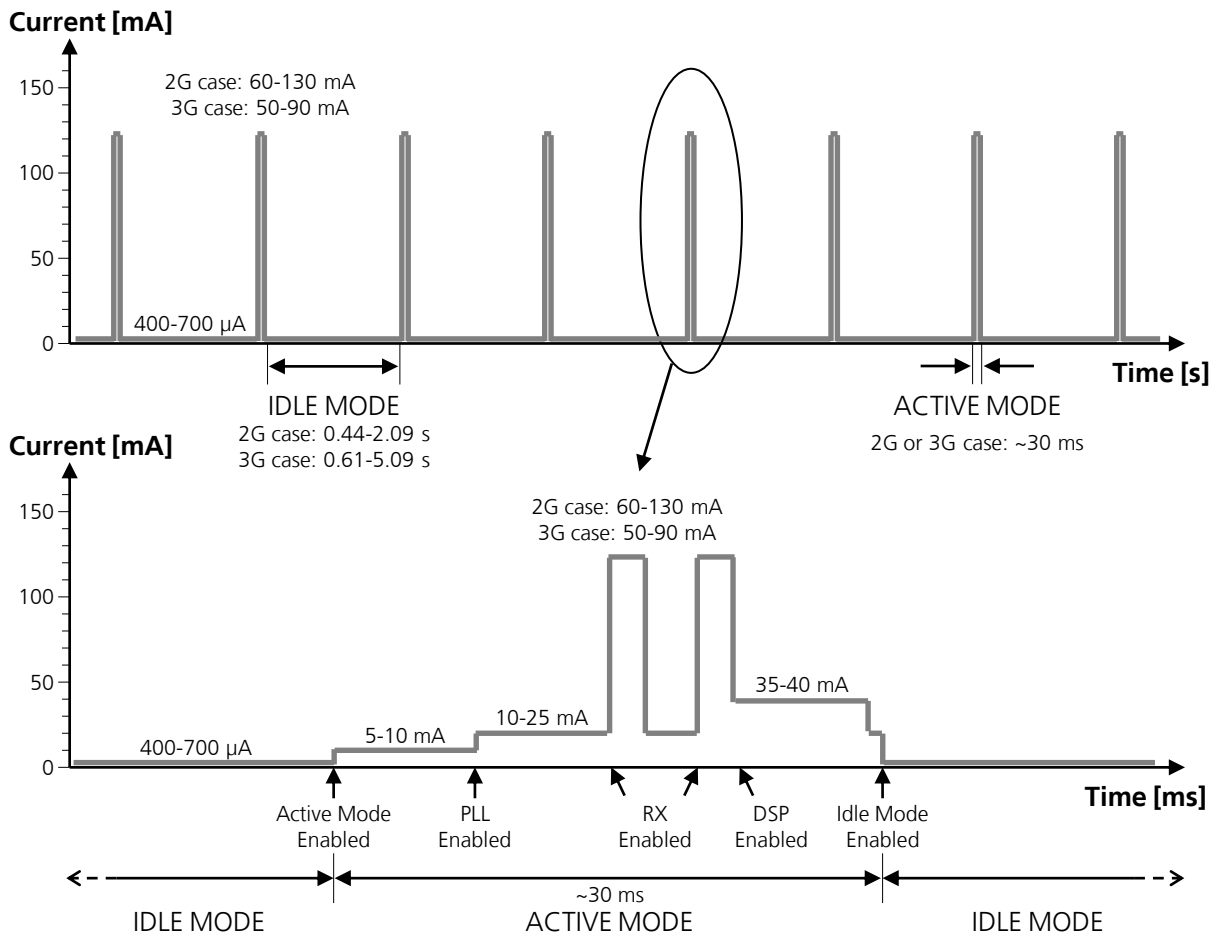 Current [mA]
2G case: 60-130 mA
3G case: 50-90 mA
150
100
50
0
400-700 µA
Time [s]
IDLE MODE
2G case: 0.44-2.09 s
3G case: 0.61-5.09 s
ACTIVE MODE
2G or 3G case: ~30 ms
Current [mA]
2G case: 60-130 mA
3G case: 50-90 mA
150
100
50
0
400-700 µA
5-10 mA
10-25 mA
35-40 mA
Time [ms]
Active Mode
Enabled
PLL
Enabled
RX
Enabled
DSP
Enabled
Idle Mode
Enabled
~30 ms
IDLE MODE
ACTIVE MODE
IDLE MODE